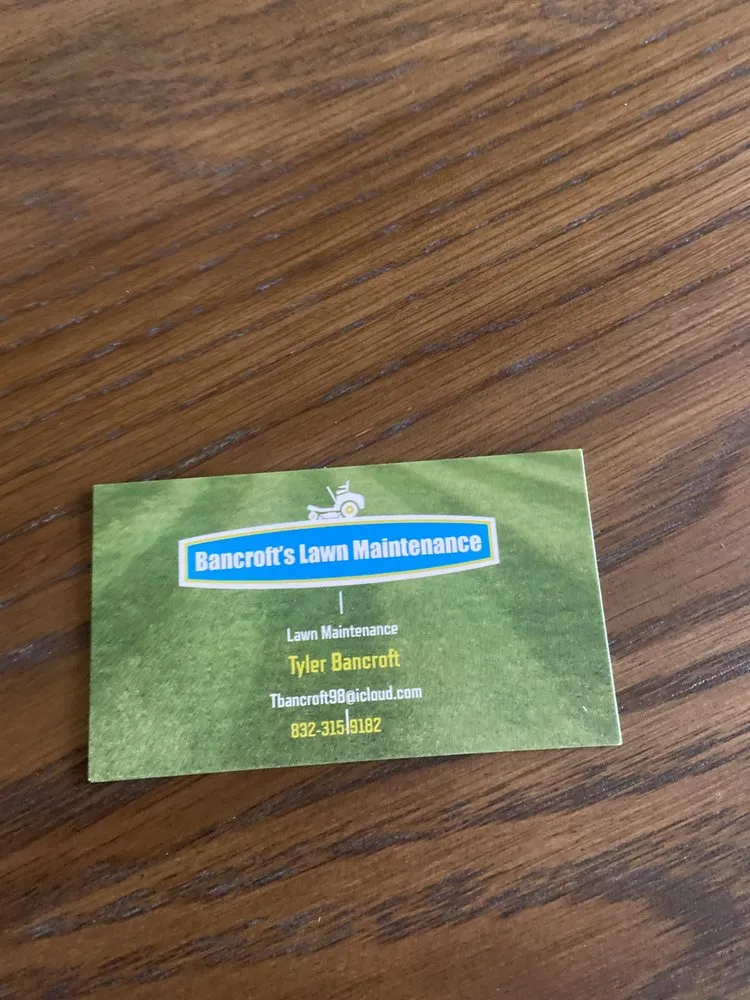 Bancroft's Lawn Maintenance
Lawn Maintenance
Tyler Bancroft
Tbancroft98@icloud.com
832-315-9182